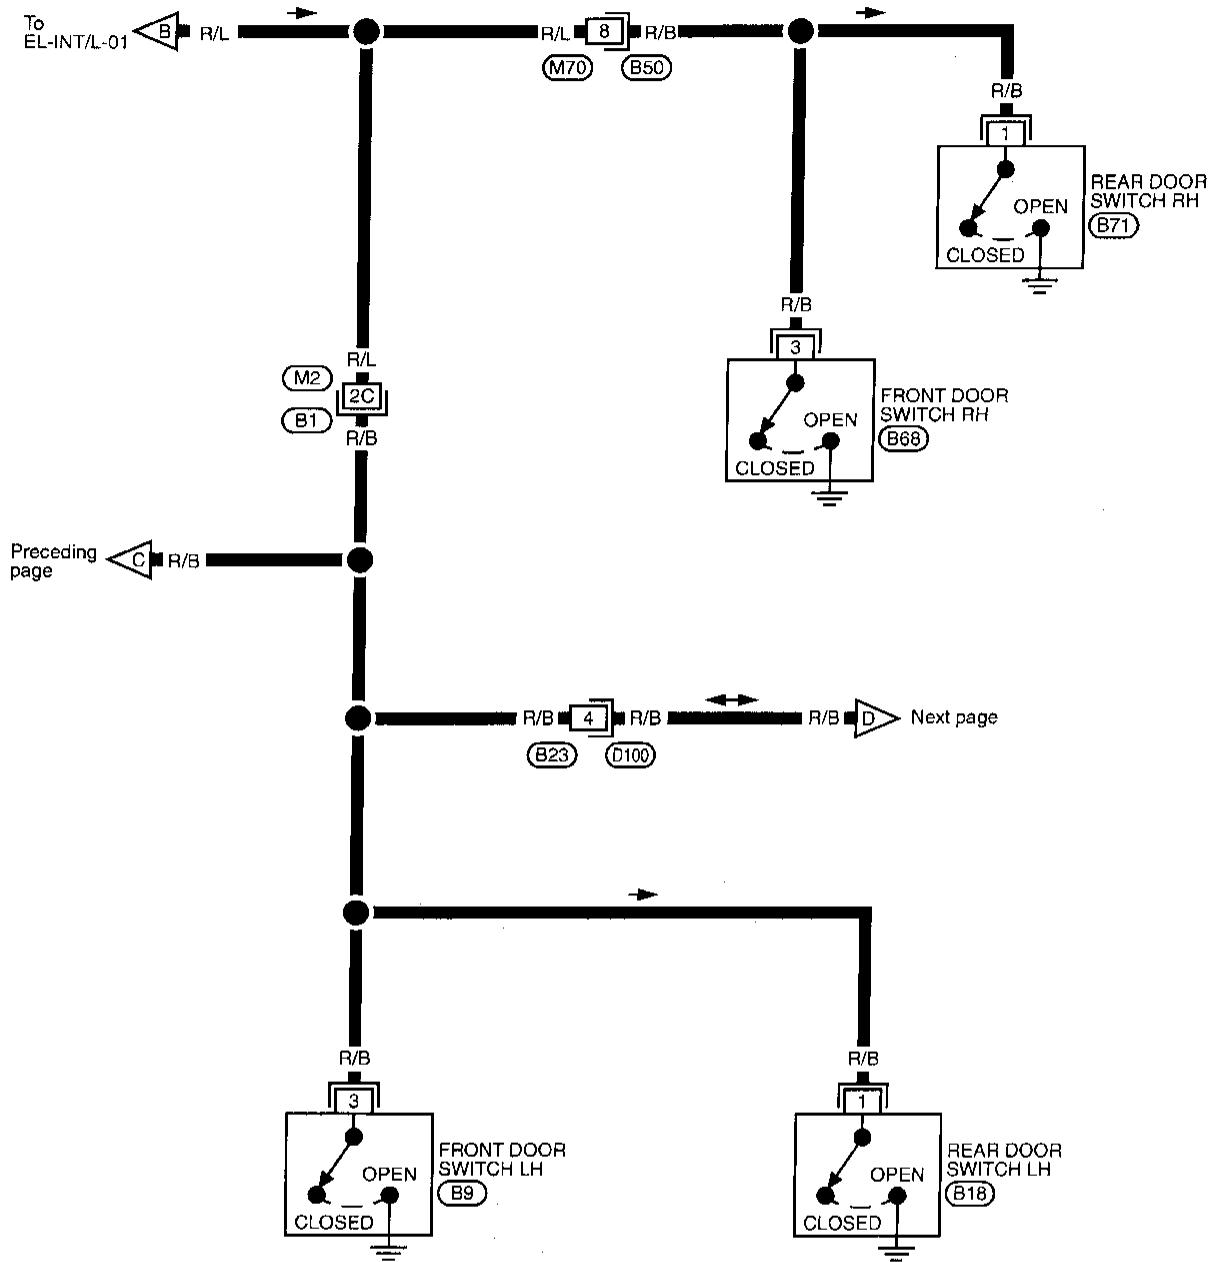 To
EL-INT/L-01
B
R/L
R/L
8
R/B
M70
B50
R/B
1
REAR DOOR
SWITCH RH
B71
OPEN
CLOSED
R/B
3
FRONT DOOR
SWITCH RH
B68
OPEN
CLOSED
R/L
M2
2C
B1
R/B
Preceding
page
C
R/B
R/B
4
R/B
R/B
D
Next page
B23
D100
R/B
3
FRONT DOOR
SWITCH LH
B9
OPEN
CLOSED
R/B
1
REAR DOOR
SWITCH LH
B18
OPEN
CLOSED